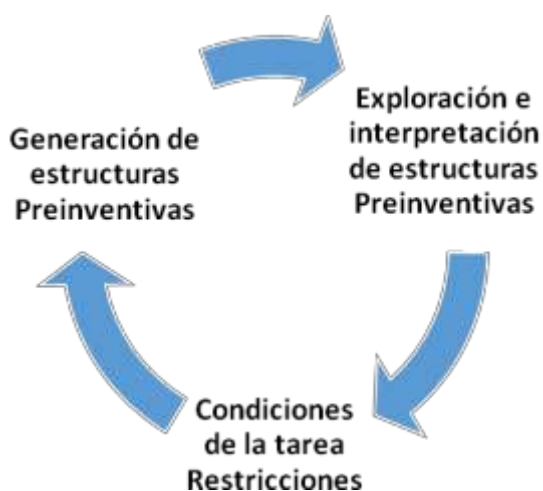 Generación de
estructuras
Preinventivas
Exploración e
interpretación
de estructuras
Preinventivas
Condiciones
de la tarea
Restricciones